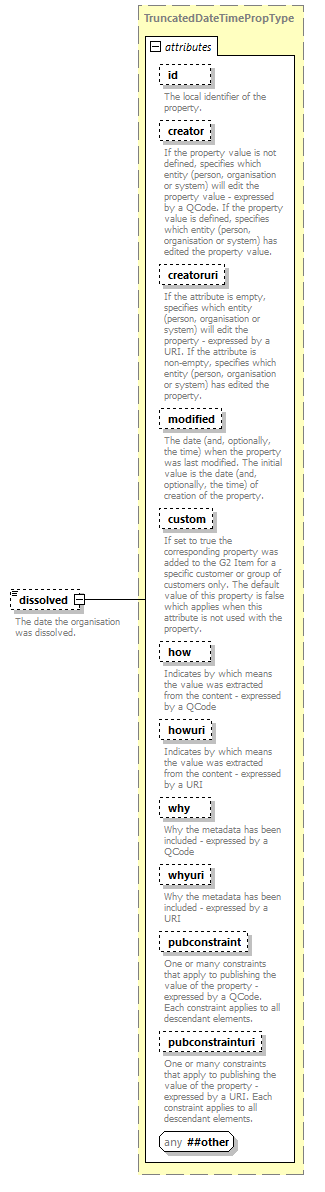 TruncatedDateTimePropType
attributes
id
The local identifier of the
property.
creator
If the property value is not
defined, specifies which
entity (person, organisation
or system) will edit the
property value - expressed
by a QCode. If the property
value is defined, specifies
which entity (person,
organisation or system) has
edited the property value.
creatoruri
If the attribute is empty,
specifies which entity
(person, organisation or
system) will edit the
property - expressed by a
URI. If the attribute is
non-empty, specifies which
entity (person, organisation
or system) has edited the
property.
modified
The date (and, optionally,
the time) when the property
was last modified. The initial
value is the date (and,
optionally, the time) of
creation of the property.
custom
If set to true the
corresponding property was
added to the G2 Item for a
specific customer or group of
customers only. The default
value of this property is false
which applies when this
attribute is not used with the
property.
dissolved
The date the organisation
was dissolved.
how
Indicates by which means
the value was extracted
from the content - expressed
by a QCode
howuri
Indicates by which means
the value was extracted
from the content - expressed
by a URI
why
Why the metadata has been
included - expressed by a
QCode
whyuri
Why the metadata has been
included - expressed by a
URI
pubconstraint
One or many constraints
that apply to publishing the
value of the property -
expressed by a QCode.
Each constraint applies to all
descendant elements.
pubconstrainturi
One or many constraints
that apply to publishing the
value of the property -
expressed by a URI. Each
constraint applies to all
descendant elements.
any ##other